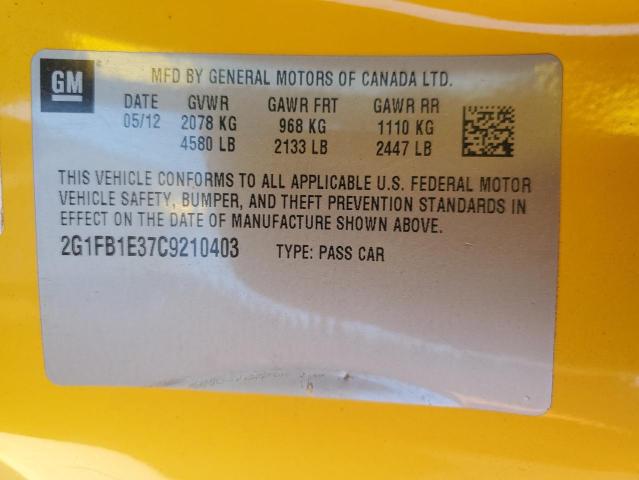 GM MFD BY GENERAL MOTORS OF CANADA LTD.
DATE GVWR GAWR FRT GAWR RR
05/12 2078 KG 968 KG 1110 KG
4580 LB 2133 LB 2447 LB
THIS VEHICLE CONFORMS TO ALL APPLICABLE U.S. FEDERAL MOTOR
VEHICLE SAFETY, BUMPER, AND THEFT PREVENTION STANDARDS IN
EFFECT ON THE DATE OF MANUFACTURE SHOWN ABOVE.
2G1FB1E37C9210403 TYPE: PASS CAR